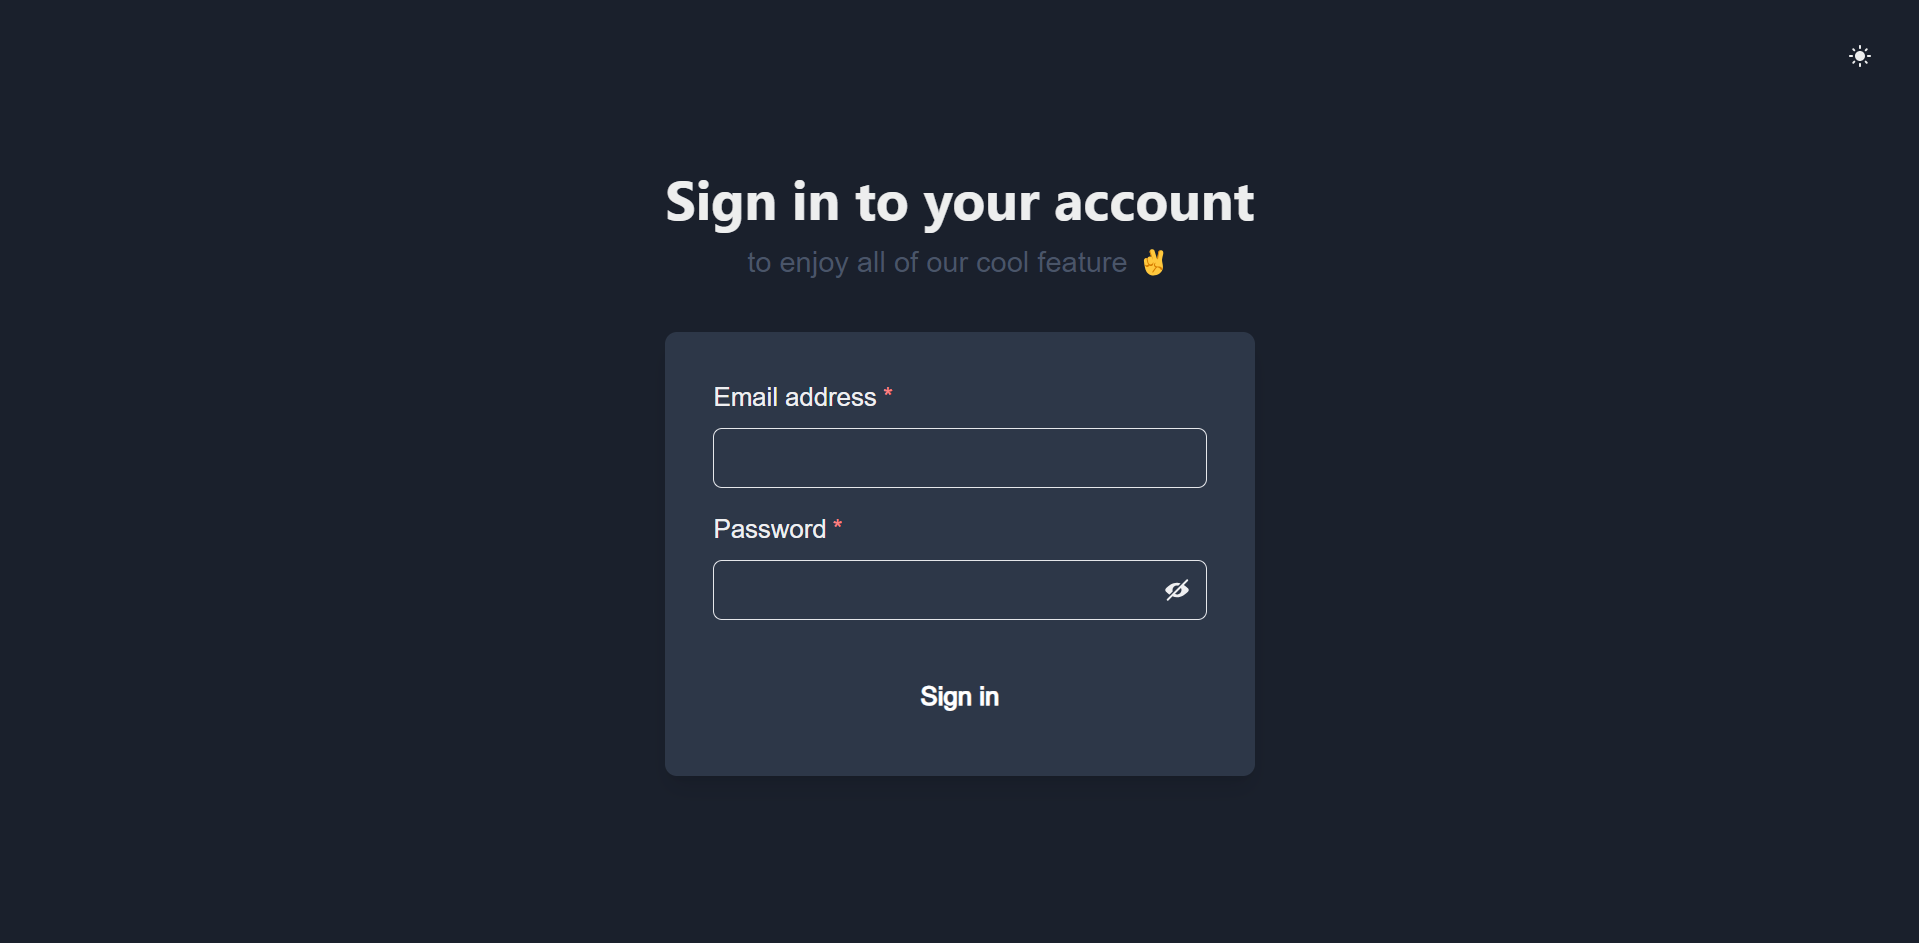 Sign in to your account
to enjoy all of our cool feature ✌️
Email address *
Password *
Sign in